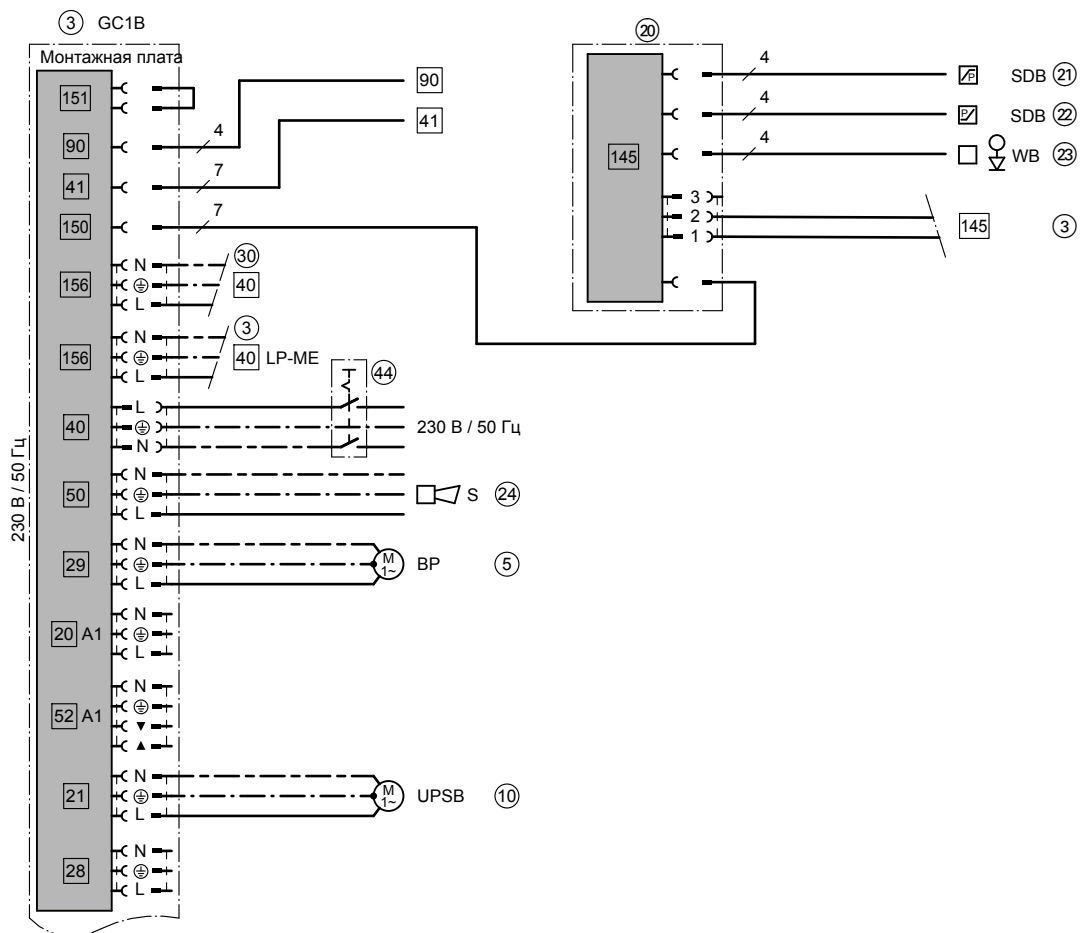 3 GC1B
Монтажная плата
151
90 4 90
41 7 41
150 7
156 N 30
40
L
156 N 3
40 LP-ME
L
44
40 L
230 В / 50 Гц
N
230 В / 50 Гц
50 N
S 24
L
29 N
M
1~ BP 5
L
20 A1 N
L
52 A1 N
21 N
M
1~ UPSB 10
L
28 N
L
20
145
4 P SDB 21
4 P SDB 22
4 WB 23
3
2
1
145 3